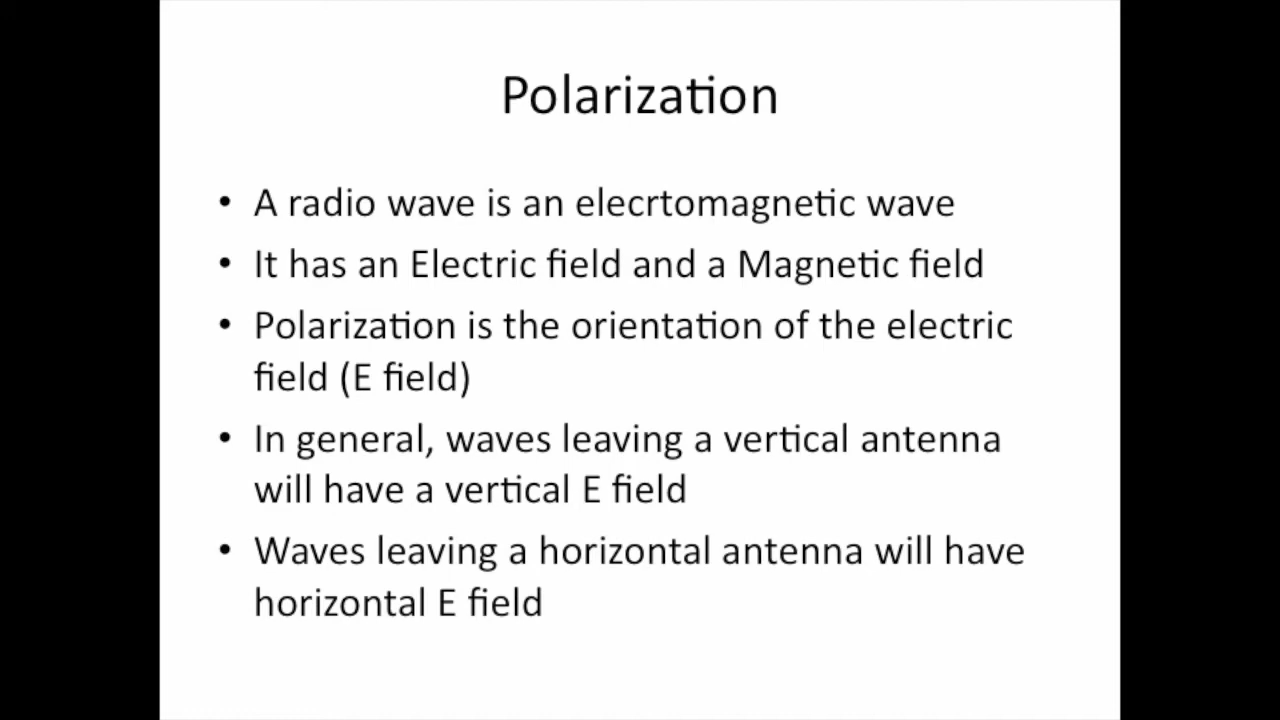 Polarization
• A radio wave is an elecrtomagnetic wave
• It has an Electric field and a Magnetic field
• Polarization is the orientation of the electric
field (E field)
• In general, waves leaving a vertical antenna
will have a vertical E field
• Waves leaving a horizontal antenna will have
horizontal E field